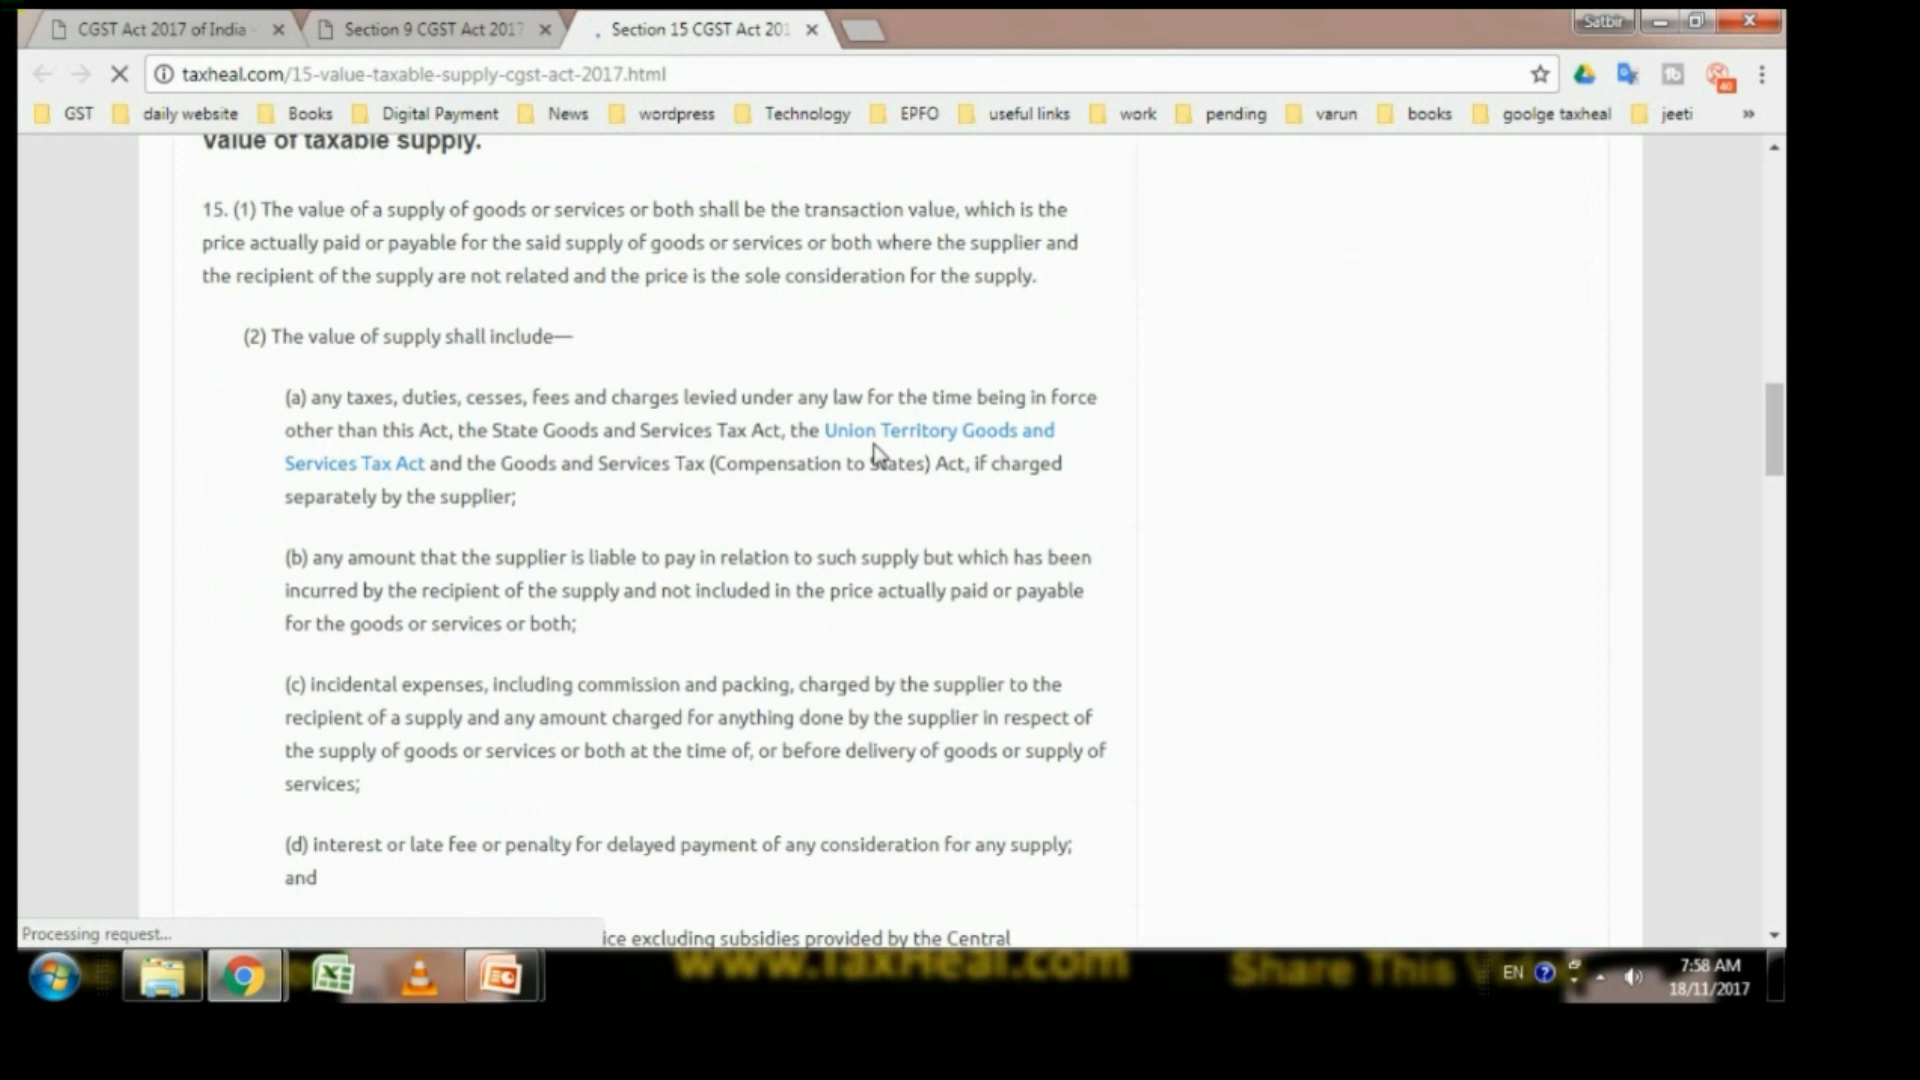 CGST Act 2017 of India -
Section 9 CGST Act 2017
Section 15 CGST Act 201
Satbir
taxheal.com/15-value-taxable-supply-cgst-act-2017.html
40
GST daily website Books Digital Payment News wordpress Technology EPFO useful links work pending varun books goolge taxheal jeeti »
Value of taxable supply.
15. (1) The value of a supply of goods or services or both shall be the transaction value, which is the
price actually paid or payable for the said supply of goods or services or both where the supplier and
the recipient of the supply are not related and the price is the sole consideration for the supply.
(2) The value of supply shall include—
(a) any taxes, duties, cesses, fees and charges levied under any law for the time being in force
other than this Act, the State Goods and Services Tax Act, the Union Territory Goods and
Services Tax Act and the Goods and Services Tax (Compensation to States) Act, if charged
separately by the supplier;
(b) any amount that the supplier is liable to pay in relation to such supply but which has been
incurred by the recipient of the supply and not included in the price actually paid or payable
for the goods or services or both;
(c) incidental expenses, including commission and packing, charged by the supplier to the
recipient of a supply and any amount charged for anything done by the supplier in respect of
the supply of goods or services or both at the time of, or before delivery of goods or supply of
services;
(d) interest or late fee or penalty for delayed payment of any consideration for any supply;
and
ice excluding subsidies provided by the Central
Processing request...
www.TaxHeal.com
Share This
EN
7:58 AM
18/11/2017